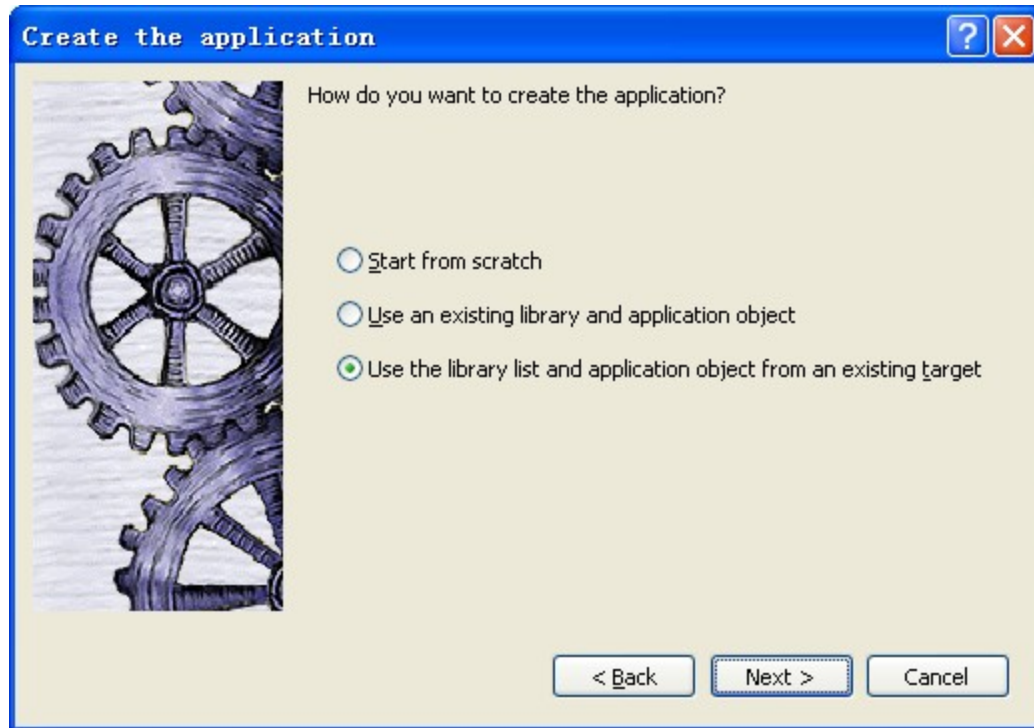 Create the application
How do you want to create the application?
Start from scratch
Use an existing library and application object
Use the library list and application object from an existing target
< Back
Next >
Cancel